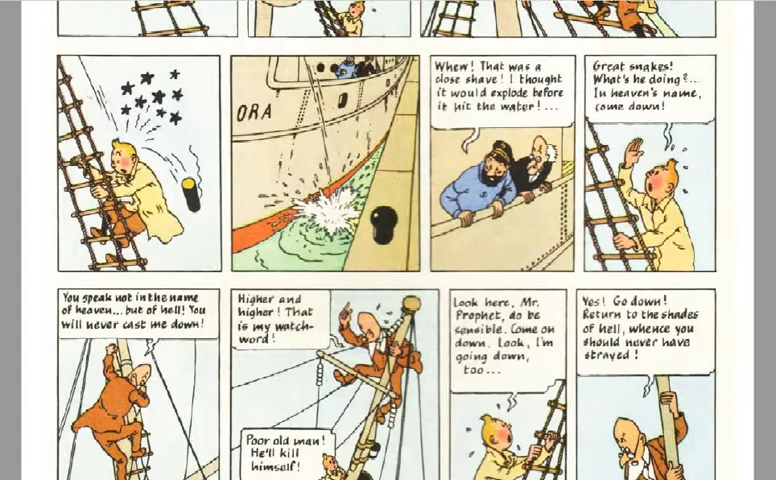 ORA
Whew! That was a
close shave! I thought
it would explode before
it hit the water!...
Great snakes!
What's he doing?...
In heaven's name,
come down!
You speak not in the name
of heaven...but of hell! You
will never cast me down!
Higher and
higher! That
is my watch-
word!
Poor old man!
He'll kill
himself!
Look here, Mr.
Prophet, do be
sensible. Come on
down. Look, I'm
going down,
too...
Yes! Go down!
Return to the shades
of hell, whence you
should never have
strayed!